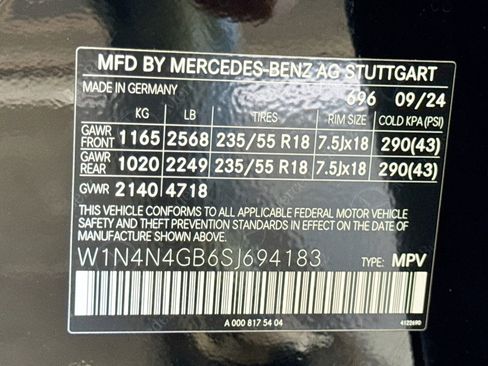 MFD BY MERCEDES-BENZ AG STUTTGART
MADE IN GERMANY 696 09/24
KG LB TIRES RIM SIZE COLD KPA(PSI)
GAWR FRONT 1165 2568 235/55 R18 7.5Jx18 290(43)
GAWR REAR 1020 2249 235/55 R18 7.5Jx18 290(43)
GVWR 2140 4718
THIS VEHICLE CONFORMS TO ALL APPLICABLE FEDERAL MOTOR VEHICLE
SAFETY AND THEFT PREVENTION STANDARDS IN EFFECT
ON THE DATE OF MANUFACTURE SHOWN ABOVE.
W1N4N4GB6SJ694183 TYPE: MPV
A 000 817 54 04
412269D